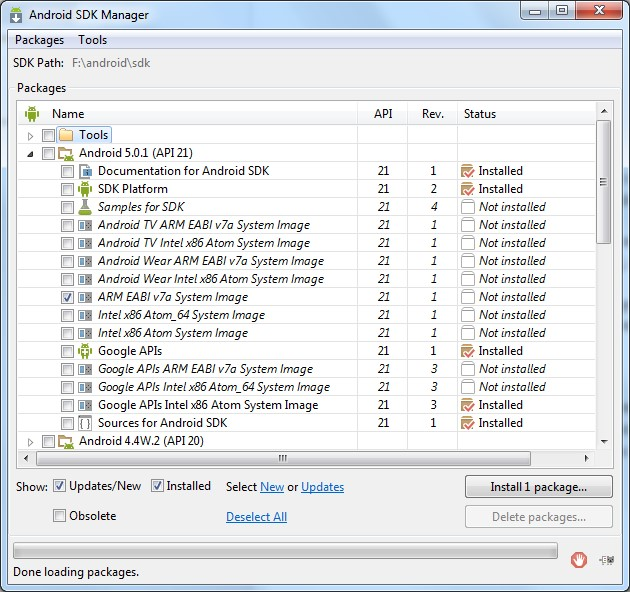 Android SDK Manager
Packages Tools
SDK Path: F:\android\sdk
Packages
Name API Rev. Status
Tools
Android 5.0.1 (API 21)
Documentation for Android SDK 21 1 Installed
SDK Platform 21 2 Installed
Samples for SDK 21 4 Not installed
Android TV ARM EABI v7a System Image 21 1 Not installed
Android TV Intel x86 Atom System Image 21 1 Not installed
Android Wear ARM EABI v7a System Image 21 1 Not installed
Android Wear Intel x86 Atom System Image 21 1 Not installed
ARM EABI v7a System Image 21 1 Not installed
Intel x86 Atom_64 System Image 21 1 Not installed
Intel x86 Atom System Image 21 1 Not installed
Google APIs 21 1 Installed
Google APIs ARM EABI v7a System Image 21 3 Not installed
Google APIs Intel x86 Atom_64 System Image 21 3 Not installed
Google APIs Intel x86 Atom System Image 21 3 Installed
Sources for Android SDK 21 1 Installed
Android 4.4W.2 (API 20)
Show: Updates/New Installed Select New or Updates Install 1 package...
Obsolete Deselect All Delete packages...
Done loading packages.